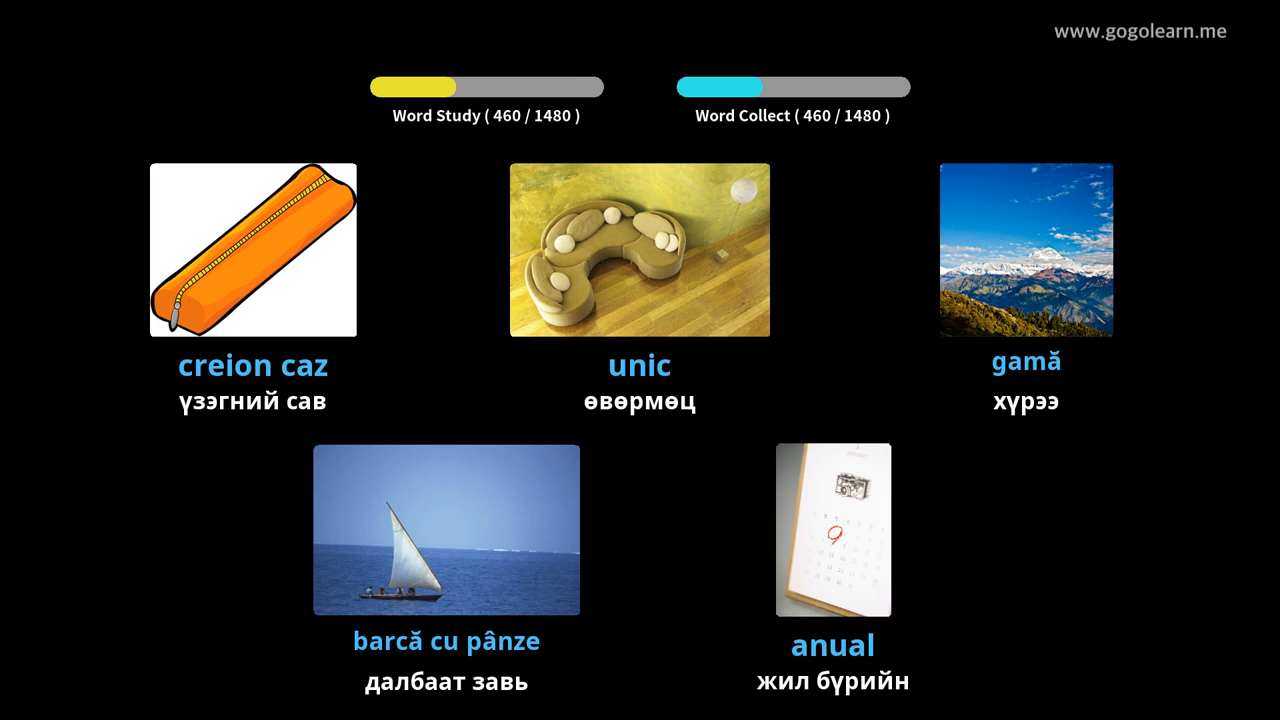 www.gogolearn.me
Word Study ( 460 / 1480 )
Word Collect ( 460 / 1480 )
creion caz
үзэгний сав
unic
өвөрмөц
gamă
хүрээ
barcă cu pânze
далбаат завь
anual
жил бүрийн